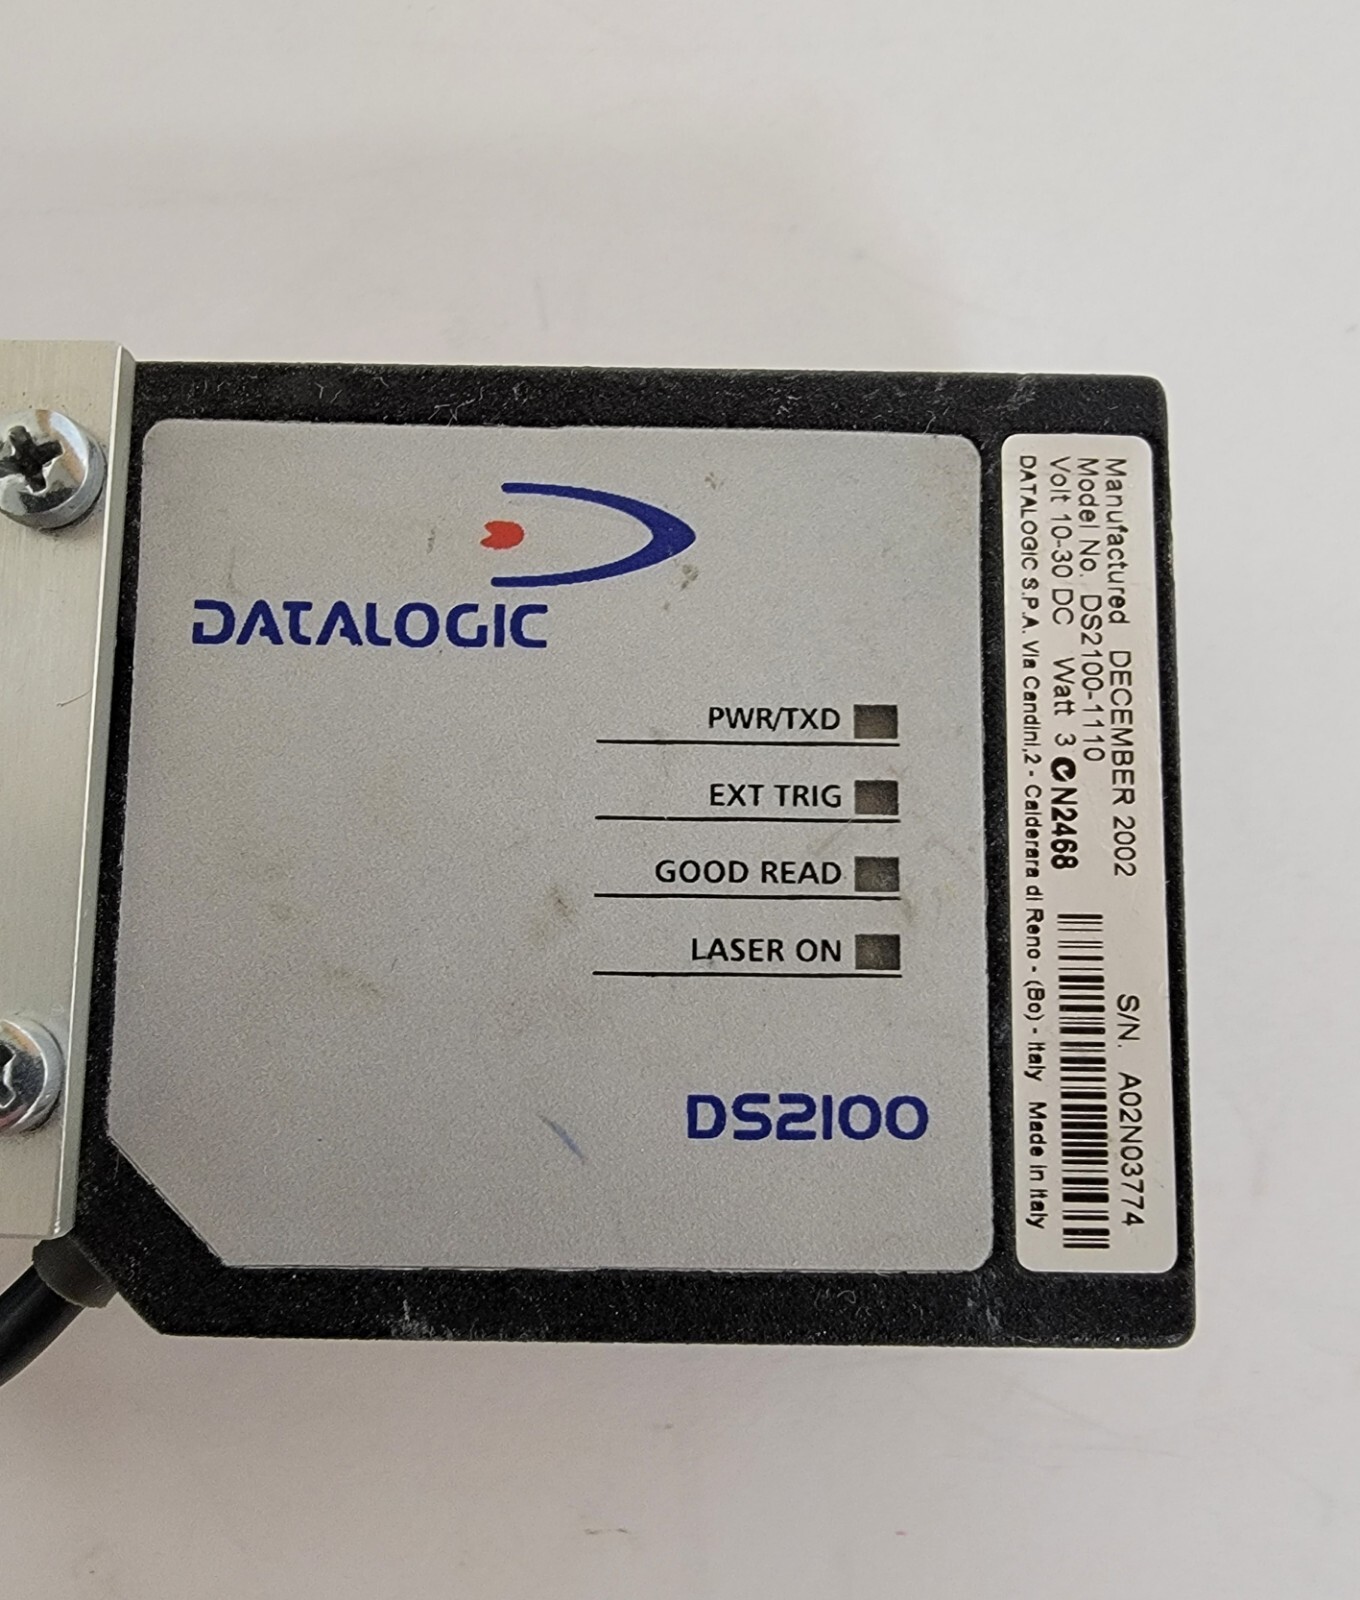 DATALOGIC
PWR/TXD
EXT TRIG
GOOD READ
LASER ON
DS2100
Manufactured DECEMBER 2002 S/N. A02N03774
Model No. DS2100-1110
Volt 10-30 DC Watt 3 N2468
DATALOGIC S.P.A. Via Candini,2 - Calderara di Reno - (Bo) - Italy Made in Italy